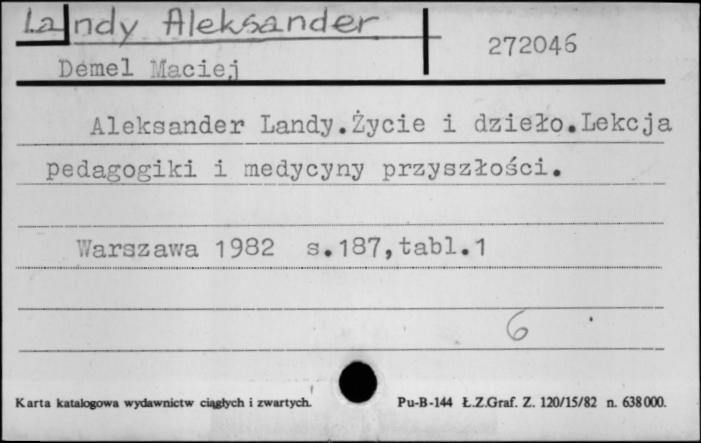 Landy Aleksander
272046
Demel Maciej
Aleksander Landy.Życie i dzieło.Lekcja
pedagogiki i medycyny przyszłości.
Warszawa 1982 s.187,tabl.1
6
Karta katalogowa wydawnictw ciągłych i zwartych.
Pu-B-144 Ł.Z.Graf. Z. 120/15/82 n. 638000.